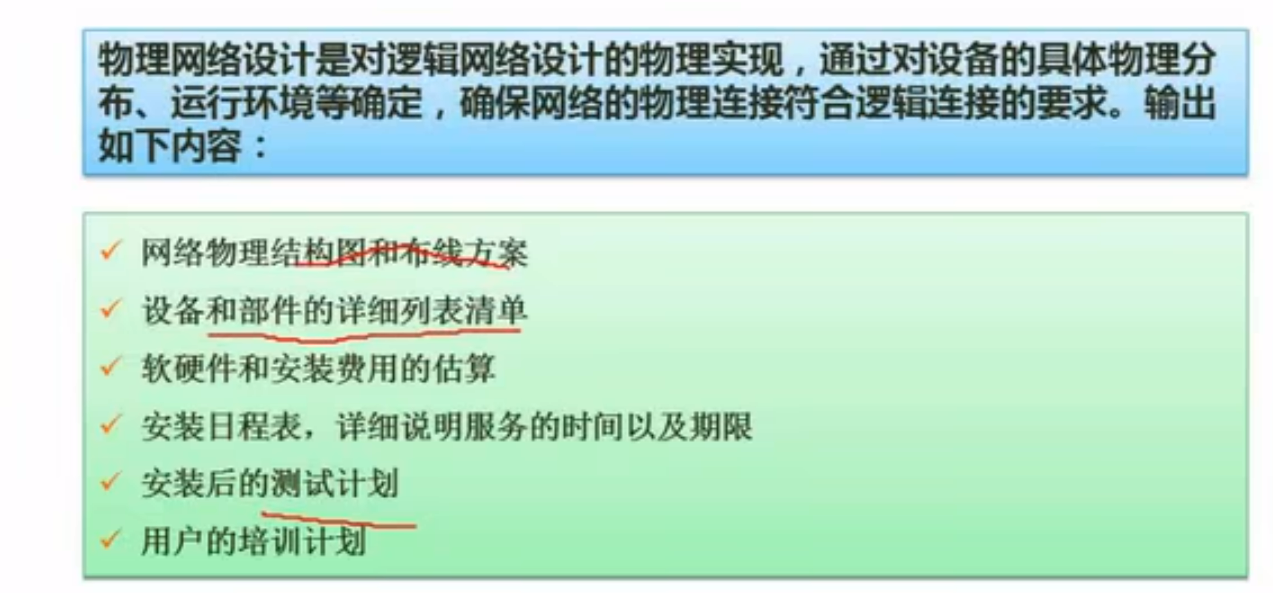 物理网络设计是对逻辑网络设计的物理实现，通过对设备的具体物理分
布、运行环境等确定，确保网络的物理连接符合逻辑连接的要求。输出
如下内容：
网络物理结构图和布线方案
设备和部件的详细列表清单
软硬件和安装费用的估算
安装日程表，详细说明服务的时间以及期限
安装后的测试计划
用户的培训计划